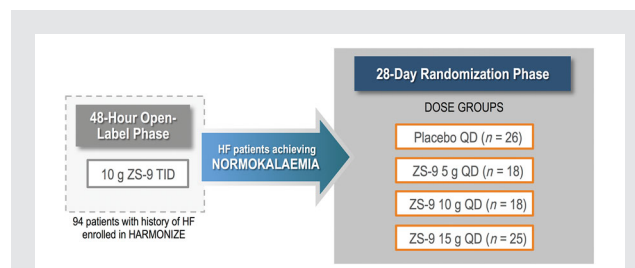 48-Hour Open-
Label Phase
10 g ZS-9 TID
94 patients with history of HF
enrolled in HARMONIZE
HF patients achieving
NORMOKALAEMIA
28-Day Randomization Phase
DOSE GROUPS
Placebo QD (n = 26)
ZS-9 5 g QD (n = 18)
ZS-9 10 g QD (n = 18)
ZS-9 15 g QD (n = 25)